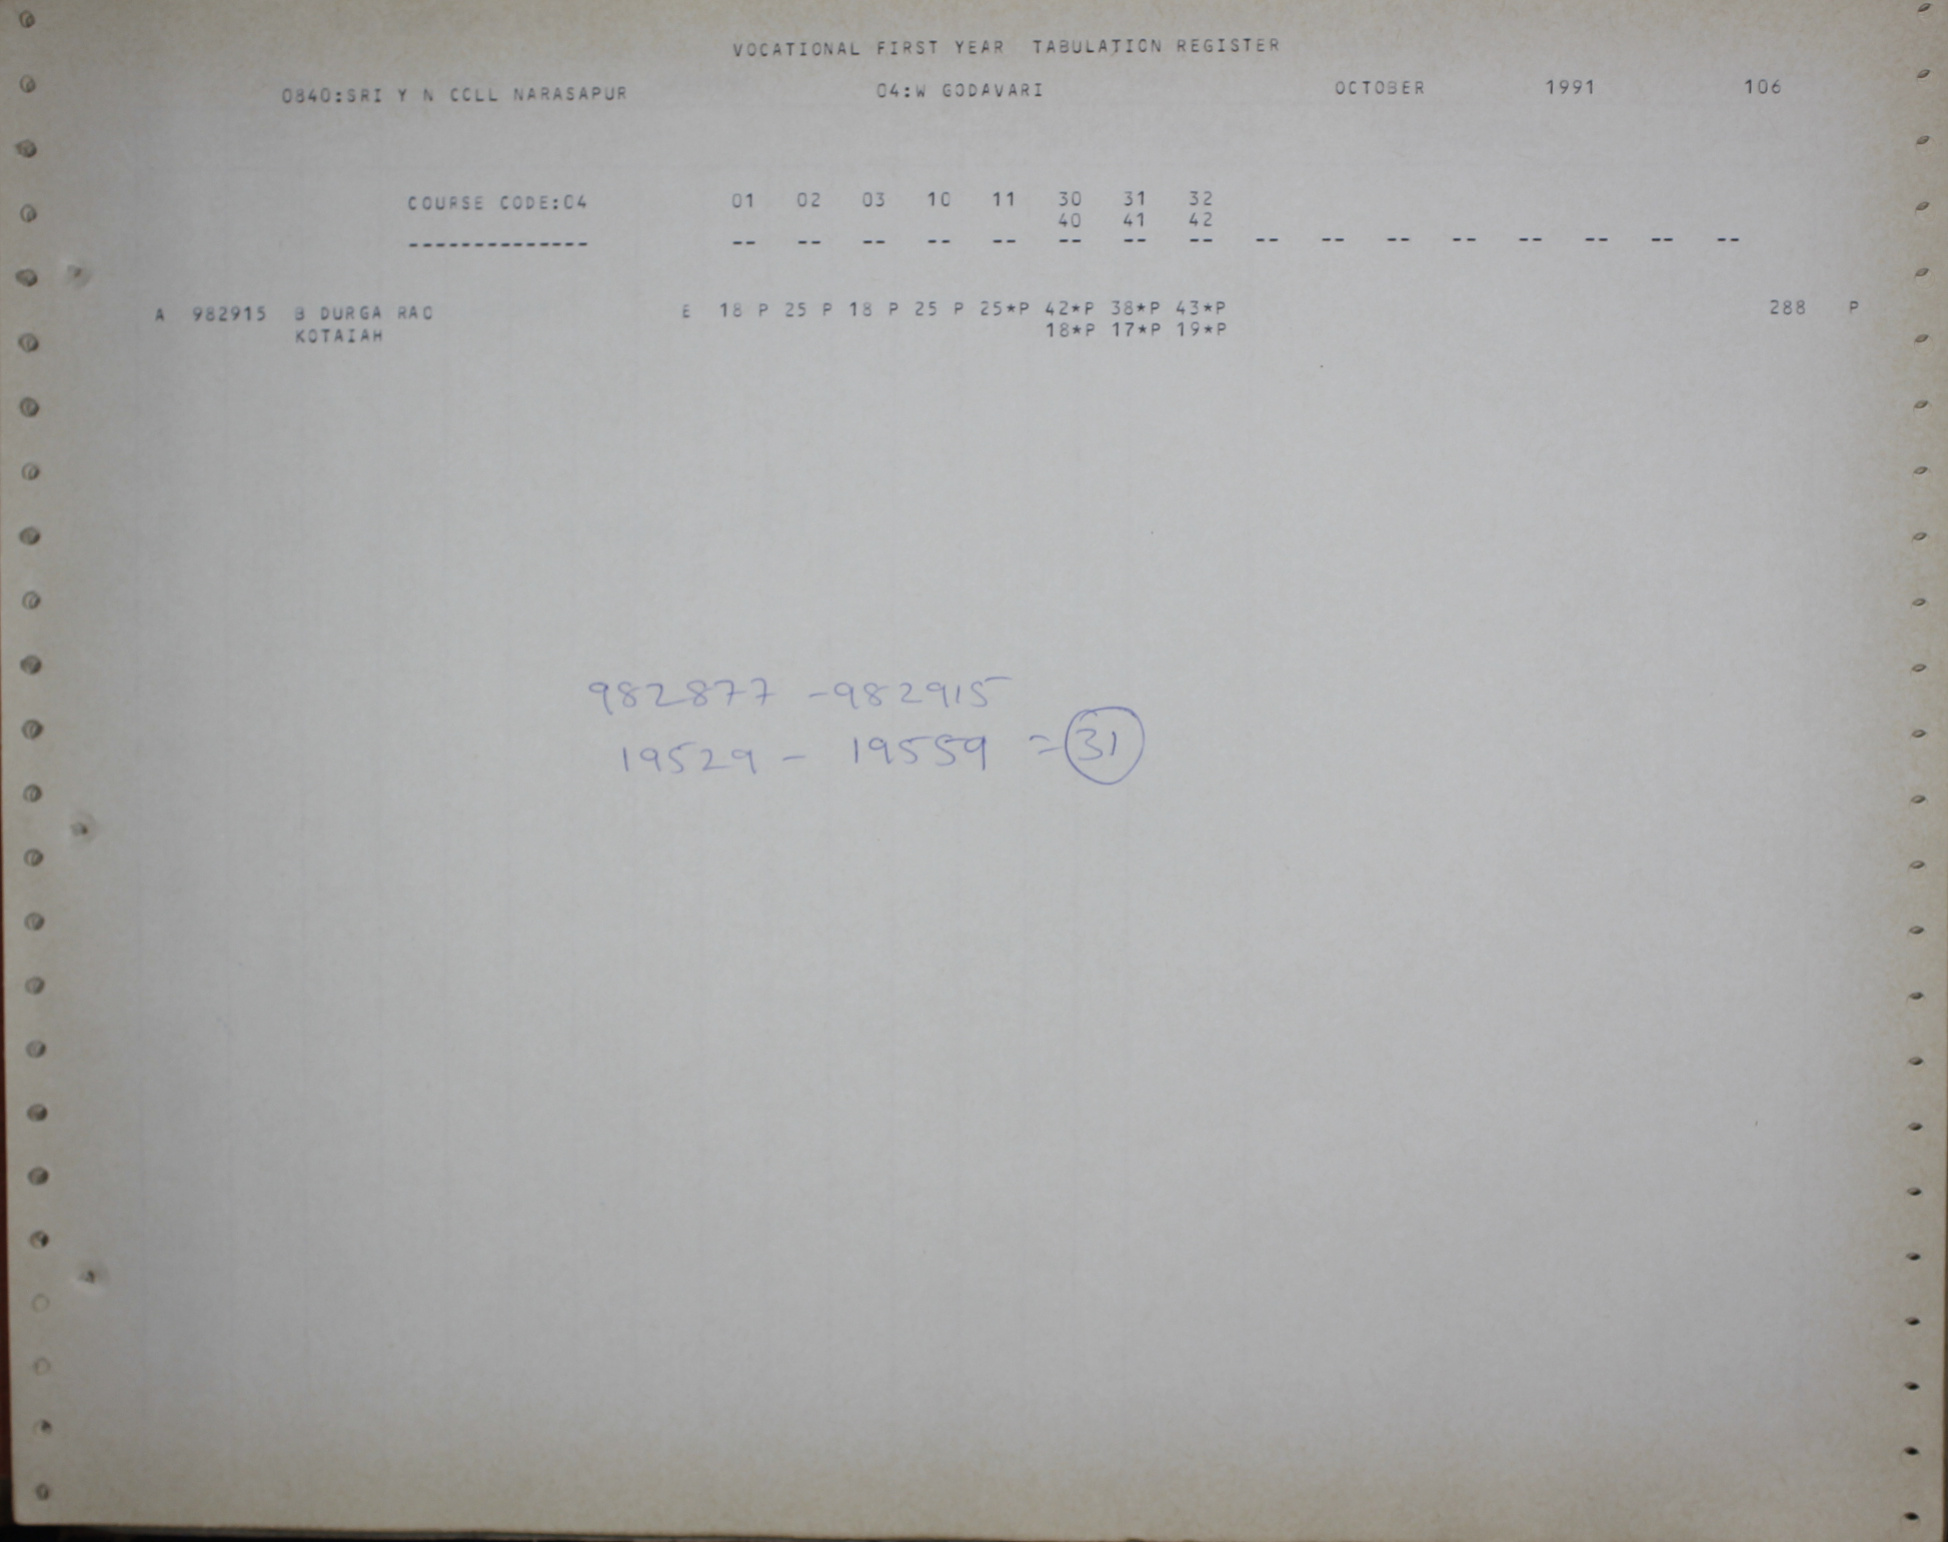 VOCATIONAL FIRST YEAR TABULATION REGISTER
0840:SRI Y N COLL NARASAPUR 04:W GODAVARI OCTOBER 1991 106
COURSE CODE:04 01 02 03 10 11 30 31 32
40 41 42
-------------- -- -- -- -- -- -- -- -- -- -- -- -- -- -- -- --
A 982915 B DURGA RAO E 18 P 25 P 18 P 25 P 25*P 42*P 38*P 43*P 288 P
KOTAIAH 18*P 17*P 19*P
982877 - 982915
19529 - 19559 = 31